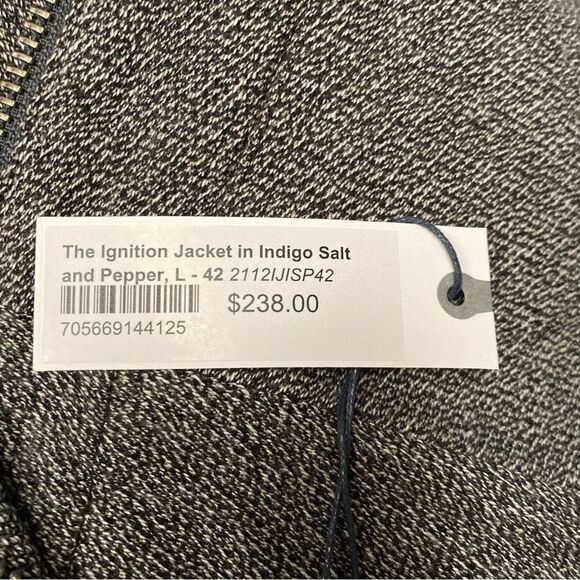 The Ignition Jacket in Indigo Salt
and Pepper, L - 42 2112IJISP42
$238.00
705669144125